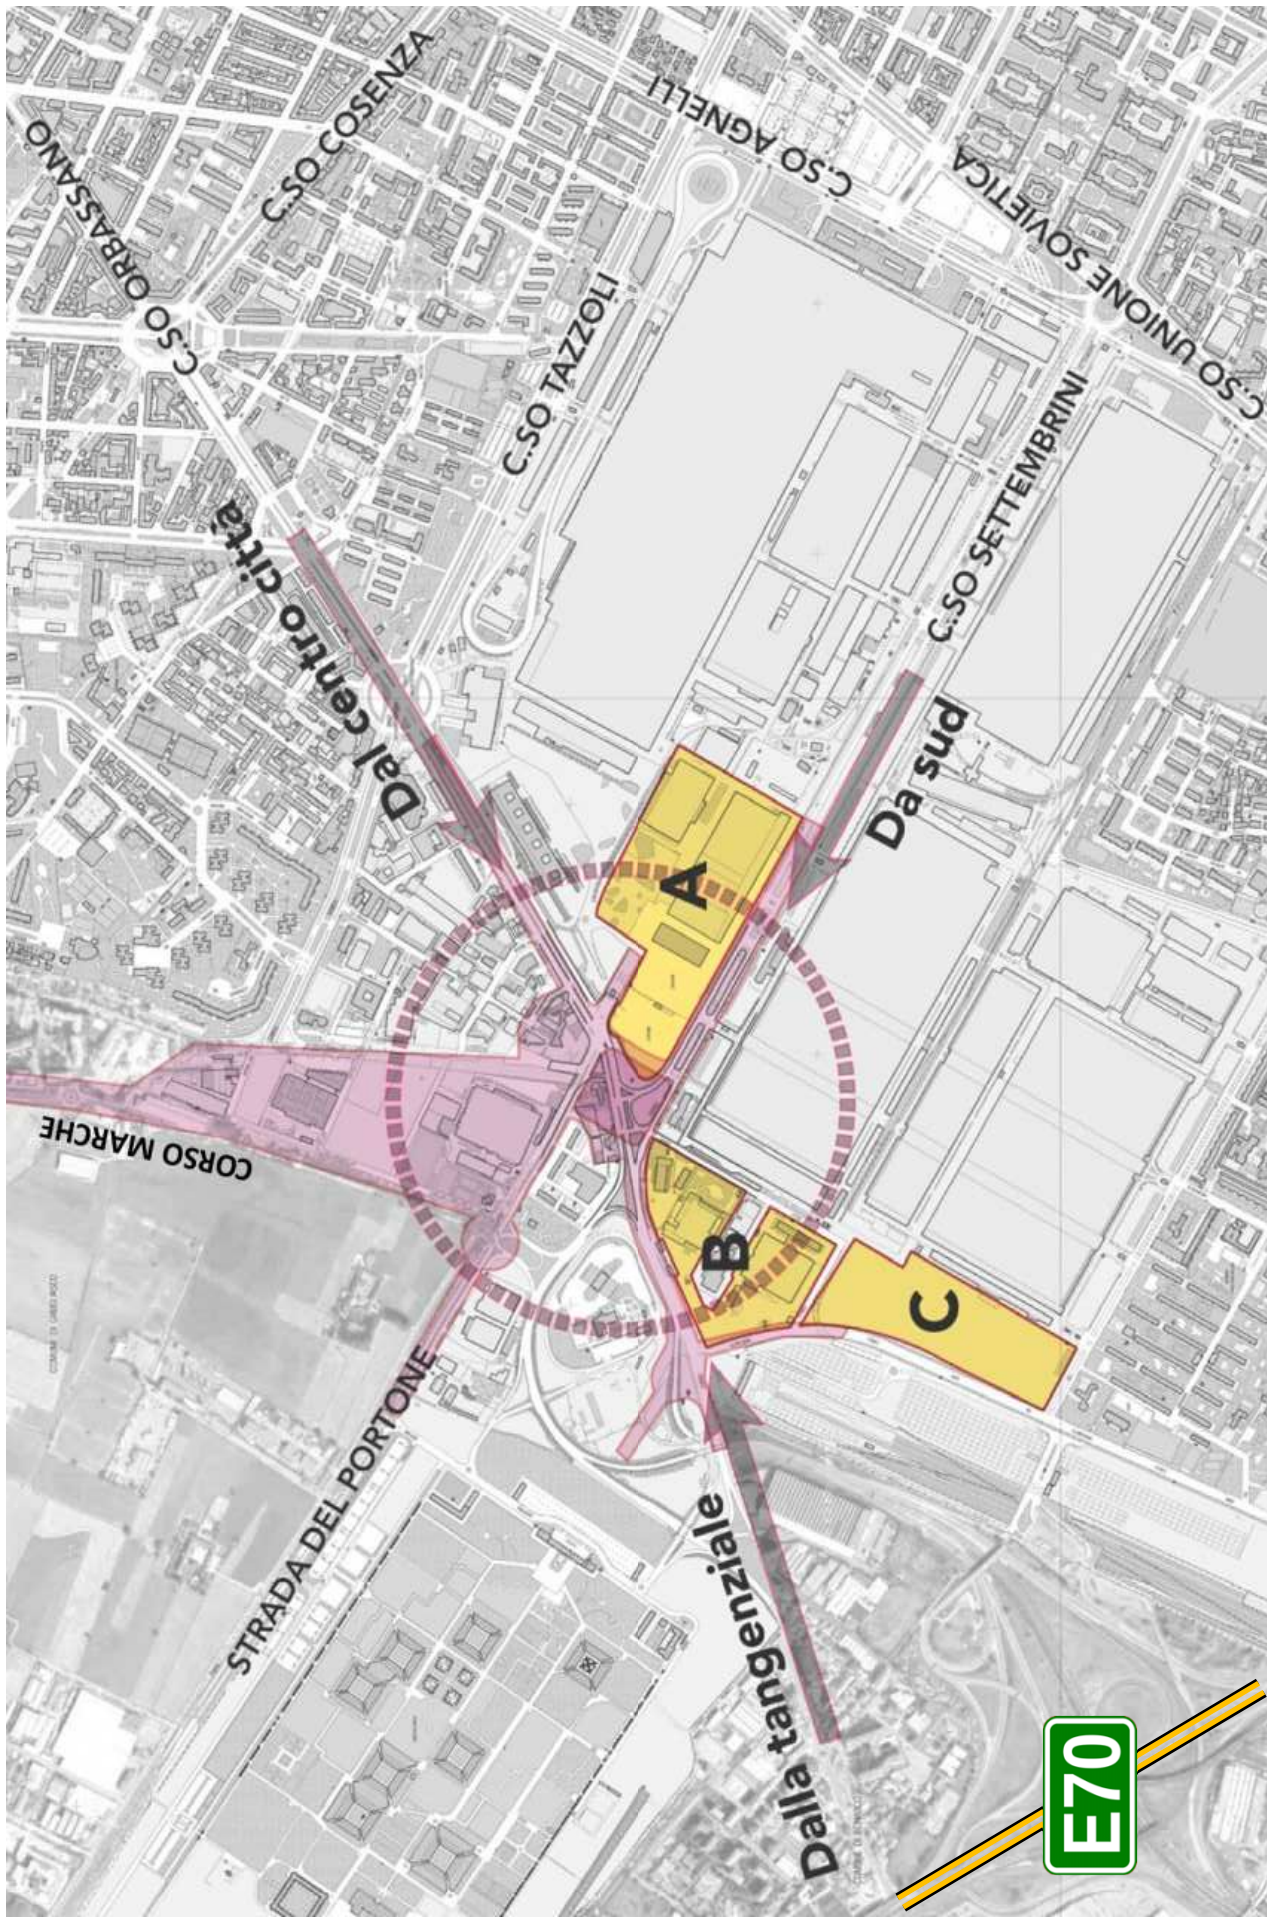 CORSO MARCHE
C.SO ORBASSANO
C.SO COSENZA
STRADA DEL PORTONE
Dal centro città
C.SO TAZZOLI
C.SO AGNELLI
A
B
Dalla tangenziale
Da sud
C
C.SO SETTEMBRINI
C.SO UNIONE SOVIETICA
E70